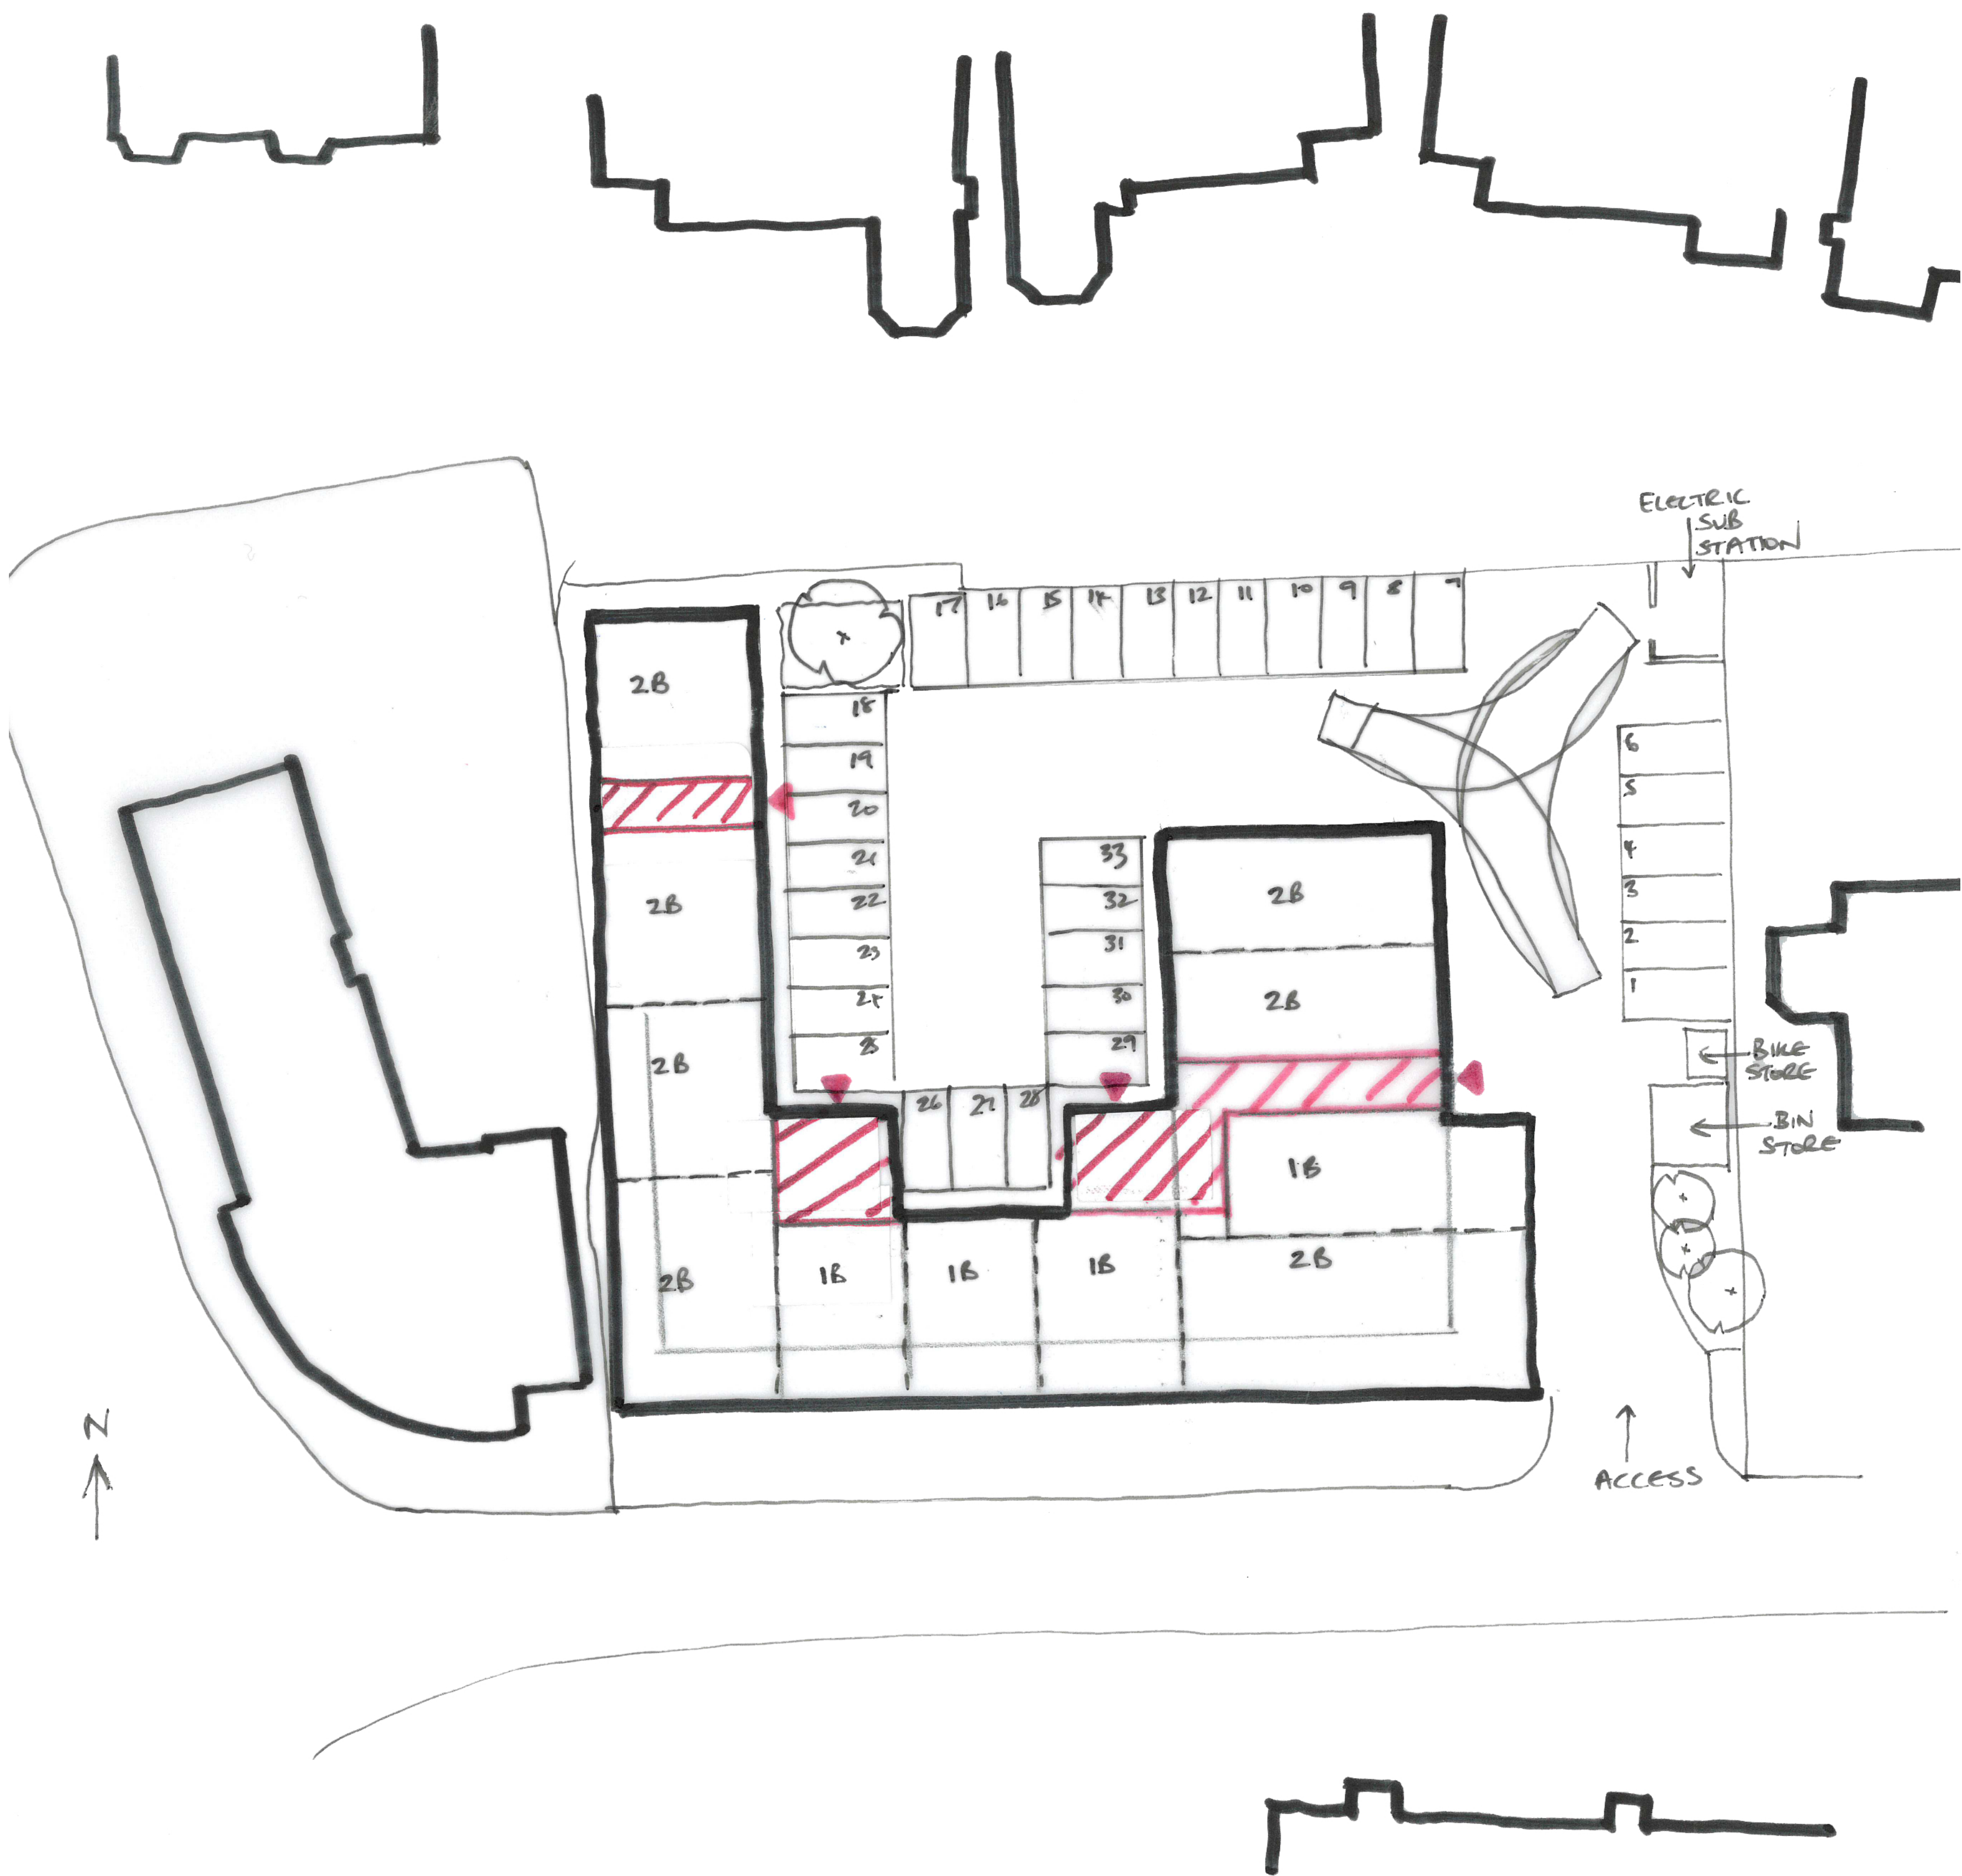 ELECTRIC
SUB
STATION
17 16 15 14 13 12 11 10 9 8 7
2B
18
19
20
21
22
23
24
25
26 27 28
33
32
31
30
29
6
5
4
3
2
1
2B
2B
2B
2B
2B
1B
1B
1B
1B
2B
BIKE
STORE
BIN
STORE
N
ACCESS